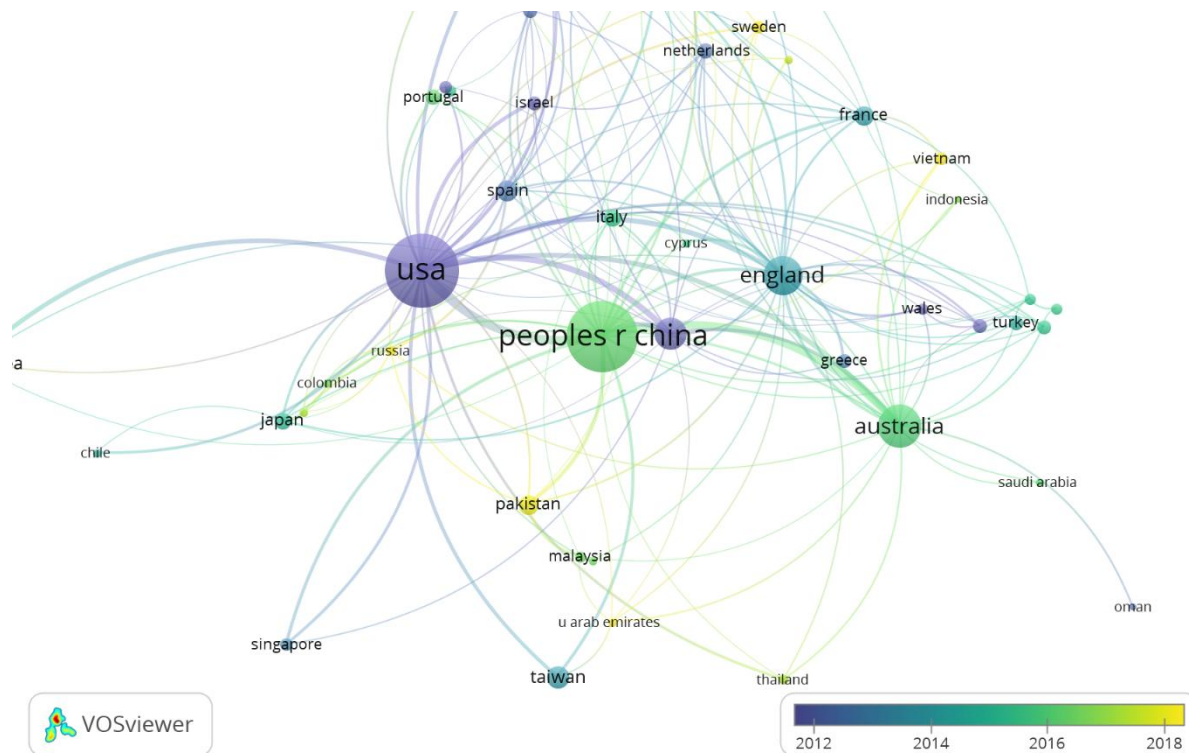 sweden
netherlands
portugal
israel
france
vietnam
spain
indonesia
italy
cyprus
usa
england
wales
turkey
peoples r china
russia
greece
ea
colombia
japan
australia
chile
saudi arabia
pakistan
malaysia
oman
u arab emirates
singapore
taiwan
thailand
VOSviewer
2012 2014 2016 2018